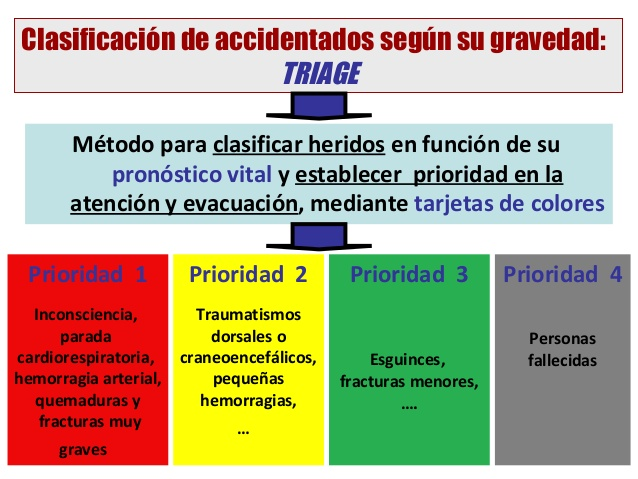 Clasificación de accidentados según su gravedad:
TRIAGE
Método para clasificar heridos en función de su
pronóstico vital y establecer prioridad en la
atención y evacuación, mediante tarjetas de colores
Prioridad 1
Inconsciencia,
parada
cardiorespiratoria,
hemorragia arterial,
quemaduras y
fracturas muy
graves
Prioridad 2
Traumatismos
dorsales o
craneoencefálicos,
pequeñas
hemorragias,
...
Prioridad 3
Esguinces,
fracturas menores,
....
Prioridad 4
Personas
fallecidas